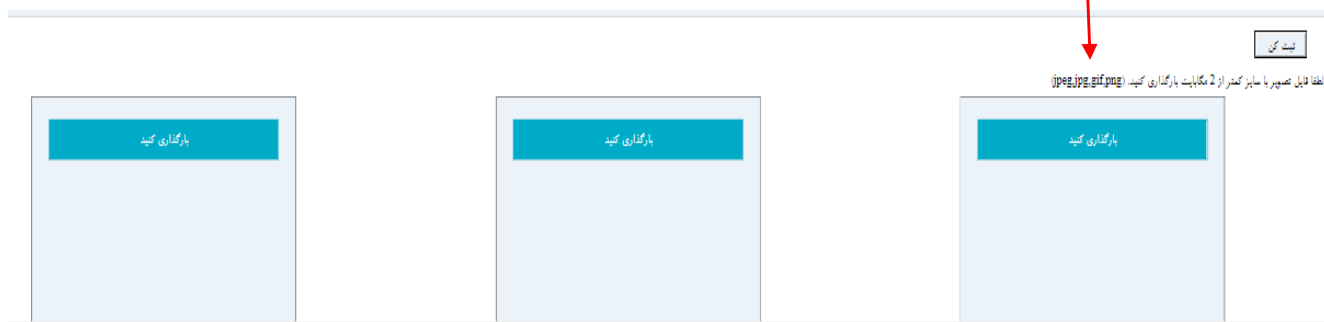 ثبت کن
لطفا فایل تصویر با سایز کمتر از 2 مگابایت بارگذاری کنید. (jpeg,jpg,gif,png)
بارگذاری کنید
بارگذاری کنید
بارگذاری کنید